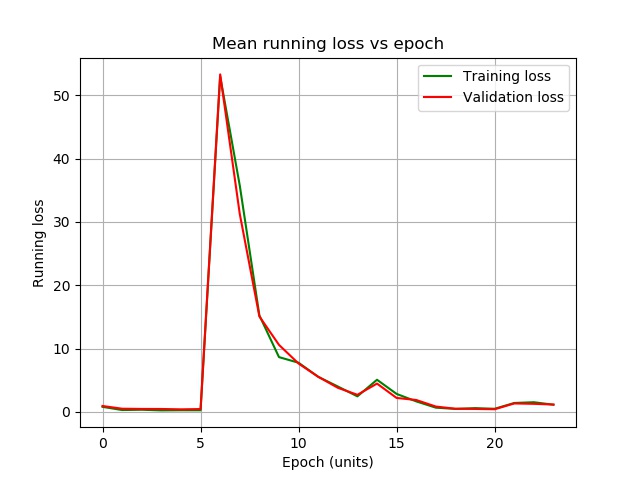 Mean running loss vs epoch
Training loss
Validation loss
50
40
30
20
10
0
Running loss
0 5 10 15 20
Epoch (units)